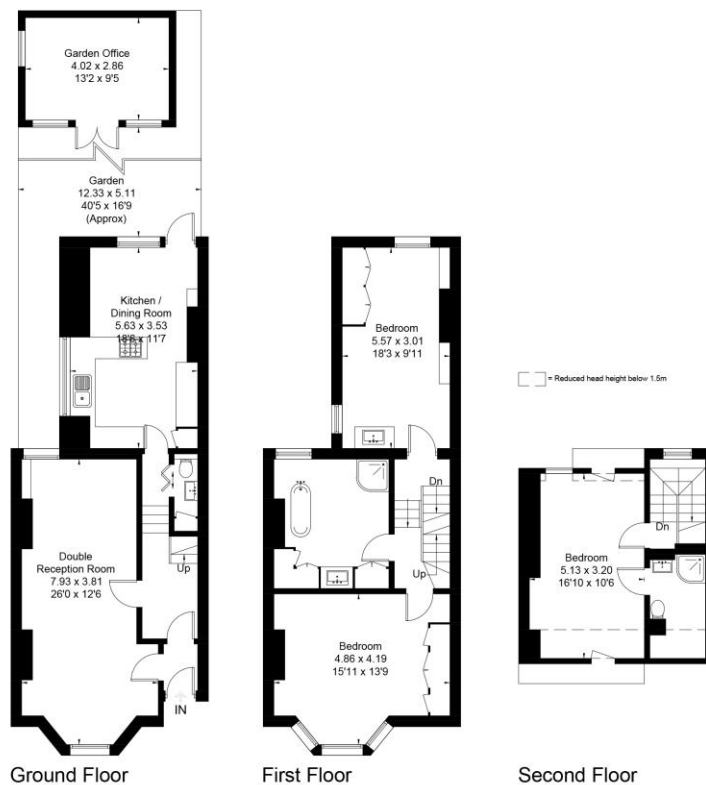 Garden Office
4.02 x 2.86
13'2 x 9'5
Garden
12.33 x 5.11
40'5 x 16'9
(Approx)
Kitchen /
Dining Room
5.63 x 3.53
18'6 x 11'7
Double
Reception Room
7.93 x 3.81
26'0 x 12'6
Up
IN
Ground Floor
Bedroom
5.57 x 3.01
18'3 x 9'11
Dn
Up
Bedroom
4.86 x 4.19
15'11 x 13'9
First Floor
= Reduced head height below 1.5m
Dn
Bedroom
5.13 x 3.20
16'10 x 10'6
Second Floor